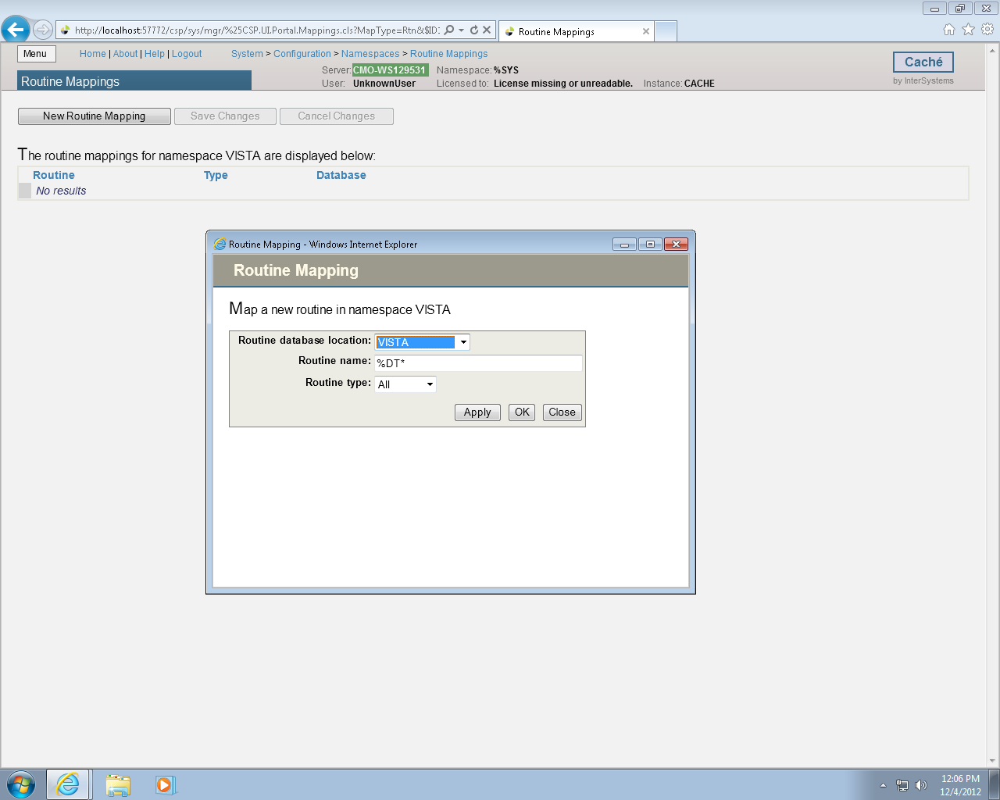 http://localhost:57772/csp/sys/mgr/%25CSP.UI.Portal.Mappings.cls?MapType=Rtn&$ID:
Routine Mappings
Menu
Home | About | Help | Logout
System > Configuration > Namespaces > Routine Mappings
Server: CMO-WS129531 Namespace: %SYS
User: UnknownUser Licensed to: License missing or unreadable. Instance: CACHE
Caché
by InterSystems
Routine Mappings
New Routine Mapping Save Changes Cancel Changes
The routine mappings for namespace VISTA are displayed below:
Routine Type Database
No results
Routine Mapping - Windows Internet Explorer
Routine Mapping
Map a new routine in namespace VISTA
Routine database location: VISTA
Routine name: %DT*
Routine type: All
Apply OK Close
12:06 PM
12/4/2012